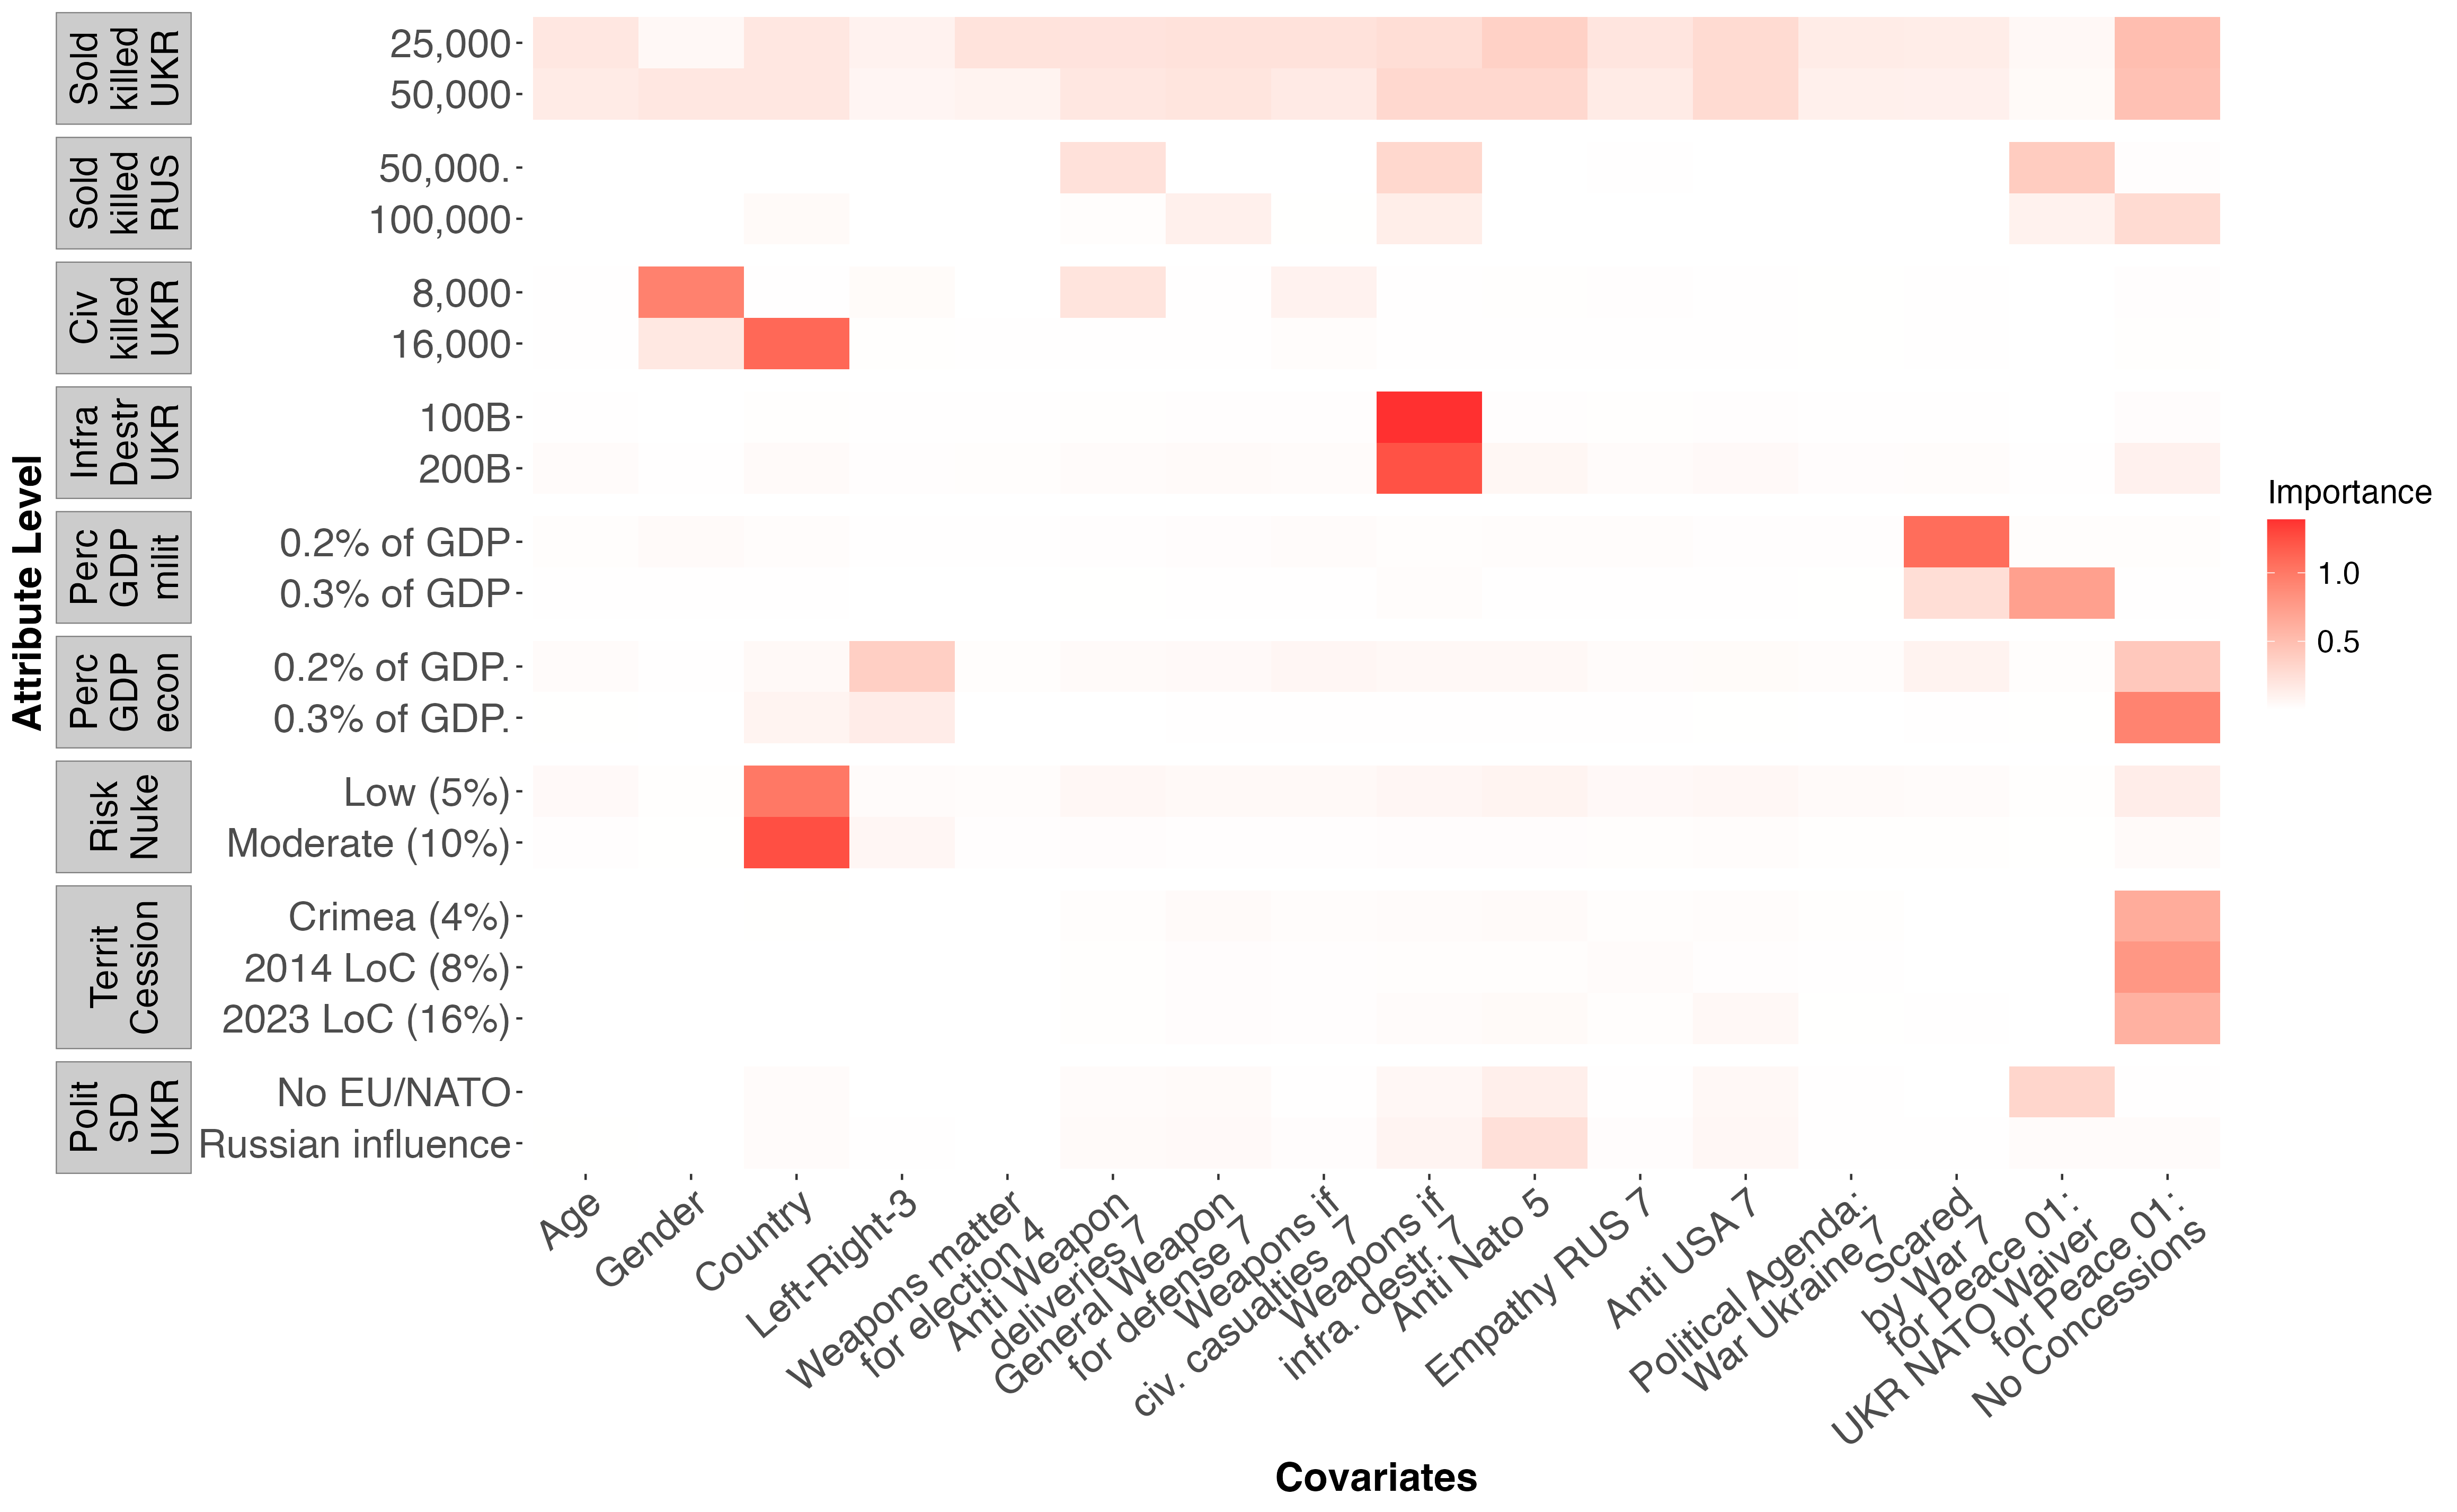 Attribute Level
Sold
killed
UKR
25,000
50,000
Sold
killed
RUS
50,000.
100,000
Civ
killed
UKR
8,000
16,000
Infra
Destr
UKR
100B
200B
Perc
GDP
milit
0.2% of GDP
0.3% of GDP
Perc
GDP
econ
0.2% of GDP.
0.3% of GDP.
Risk
Nuke
Low (5%)
Moderate (10%)
Territ
Cession
Crimea (4%)
2014 LoC (8%)
2023 LoC (16%)
Polit
SD
UKR
No EU/NATO
Russian influence
Age
Gender
Country
Left-Right-3
Weapons matter
for election 4
Anti Weapon
deliveries 7
General Weapon
for defense 7
Weapons if
civ. casualties 7
Weapons if
infra. destr. 7
Anti Nato 5
Empathy RUS 7
Anti USA 7
Political Agenda:
War Ukraine 7
Scared
by War 7
for Peace 01:
UKR NATO Waiver
for Peace 01:
No Concessions
Covariates
Importance
1.0
0.5